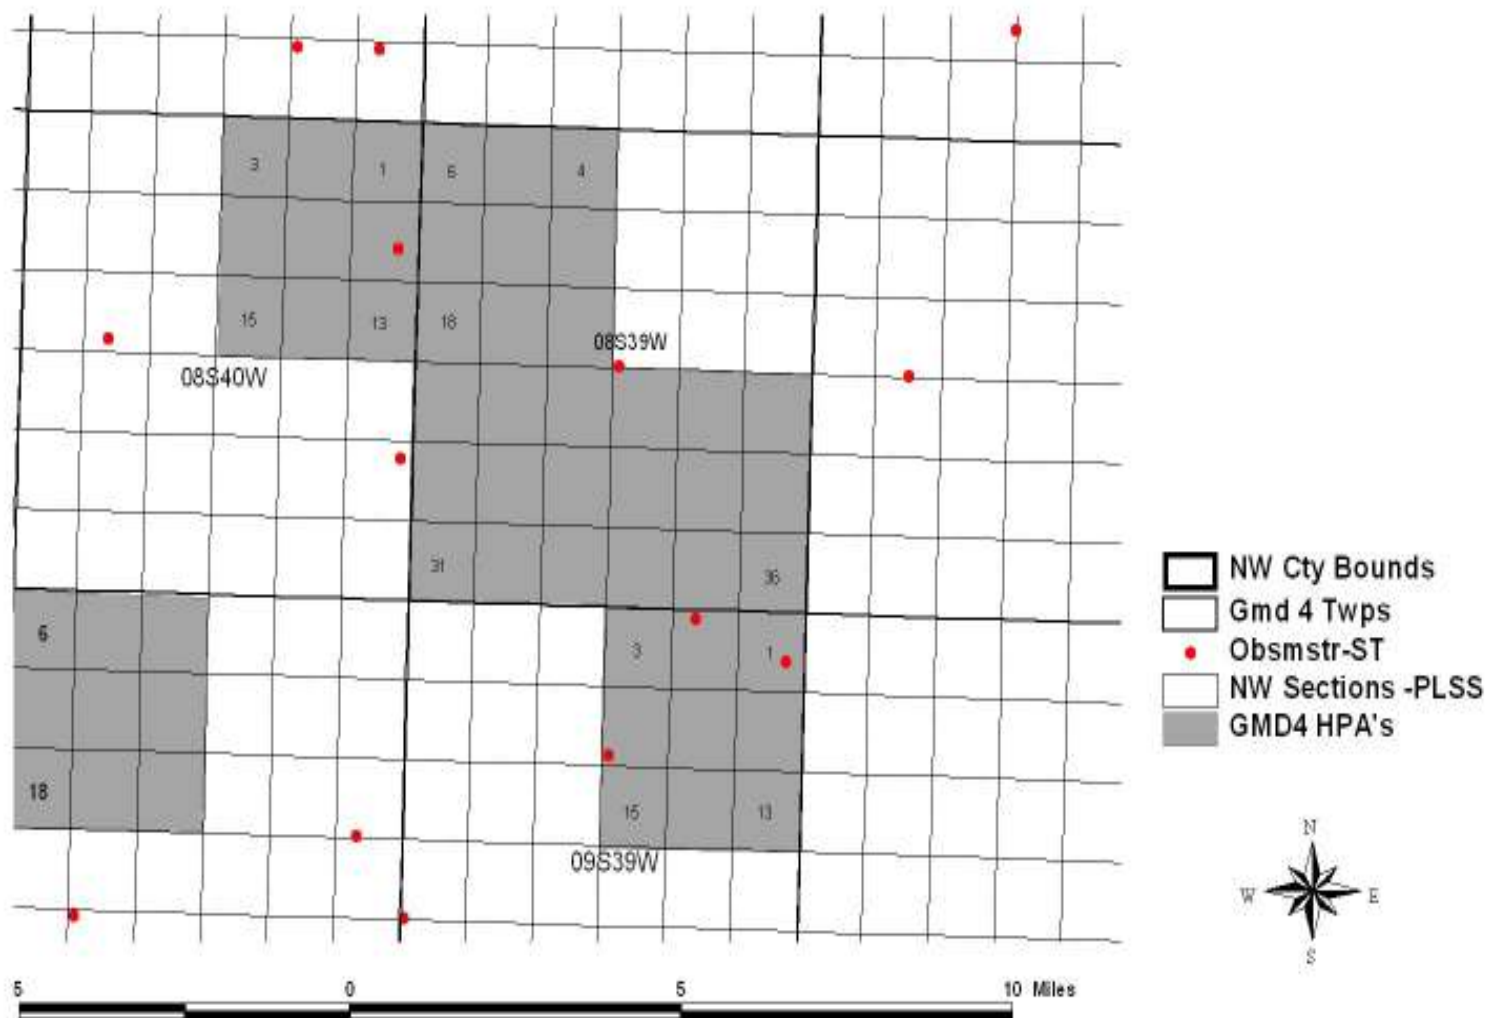 3 1 6 4
15 13 18
08S39W
08S40W
31 36
6 3 1
18 15 13
09S39W
NW Cty Bounds
Gmd 4 Twps
Obsmstr-ST
NW Sections -PLSS
GMD4 HPA's
N
W E
S
5 0 5 10 Miles